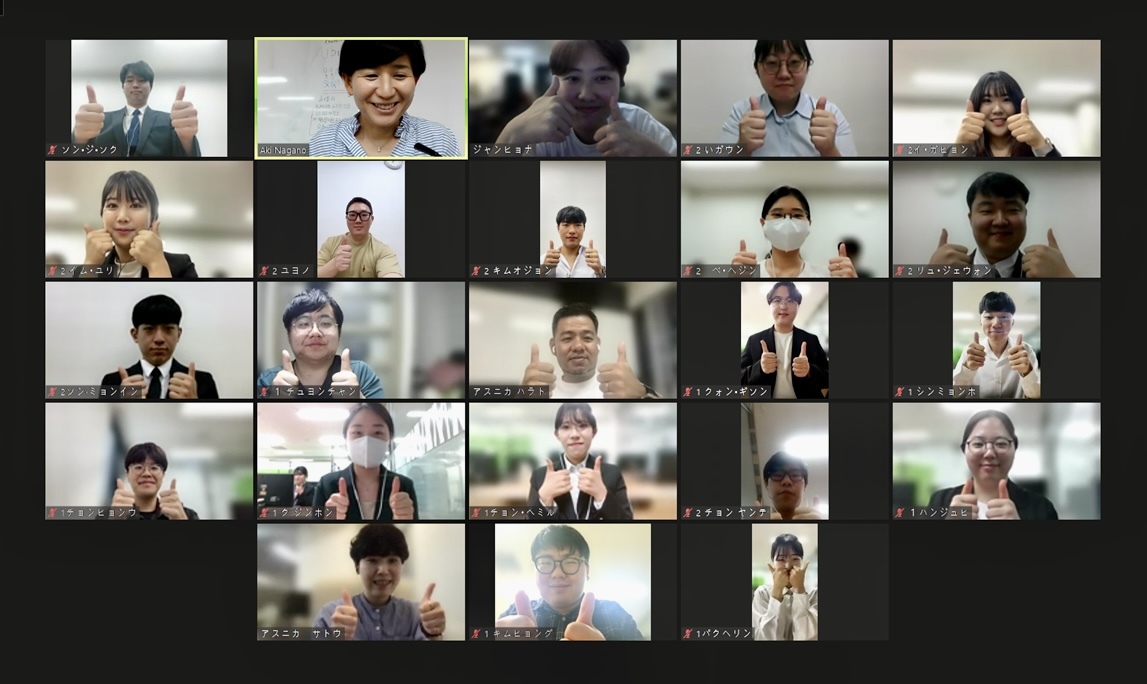 ソン・ジ・ソク
Aki Nagano
ジャンヒョナ
2 いガウン
2イ・ガヒョン
2 イム・ユリ
2 ユヨノ
2 キムオジョン
2 ペ・ヘジン
2 リュ・ジェウォン
2ソン・ミョンイン
1 チュヨンチャン
アスニカ ハラト
1 クォン・ギソン
1 シンミョンホ
1チョンヒョンウ
1 ク ジンホン
1チョン・ヘミル
2 チョン ヤンテ
1 ハンジュヒ
アスニカ サトウ
1 キムヒョング
1パクヘリン